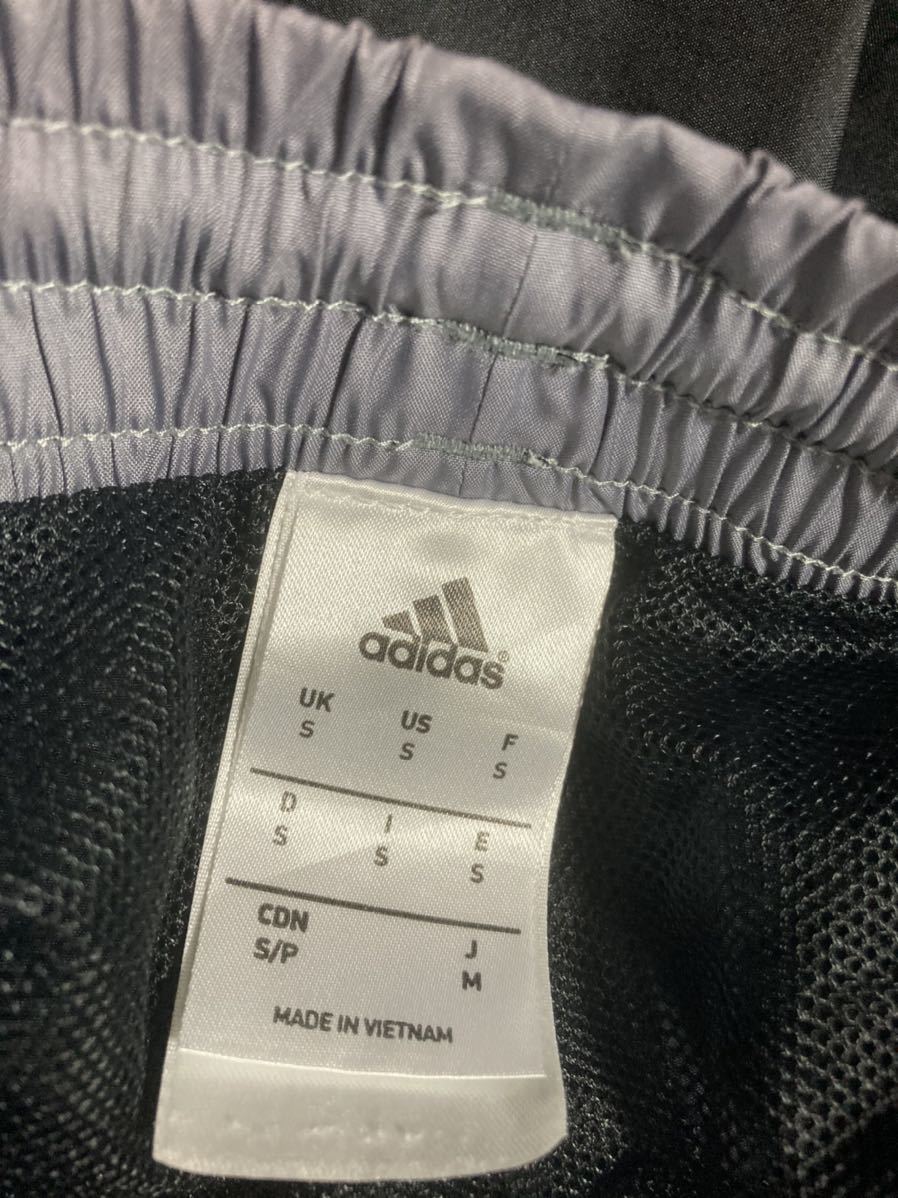 adidas®
UK US F
S S S
D I E
S S S
CDN J
S/P M
MADE IN VIETNAM